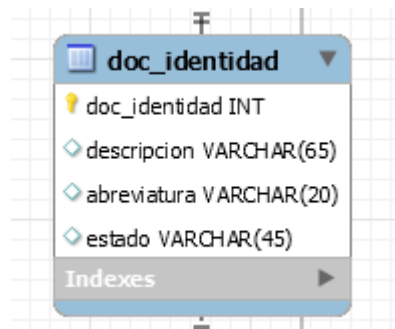 doc_identidad
doc_identidad INT
descripcion VARCHAR(65)
abreviatura VARCHAR(20)
estado VARCHAR(45)
Indexes